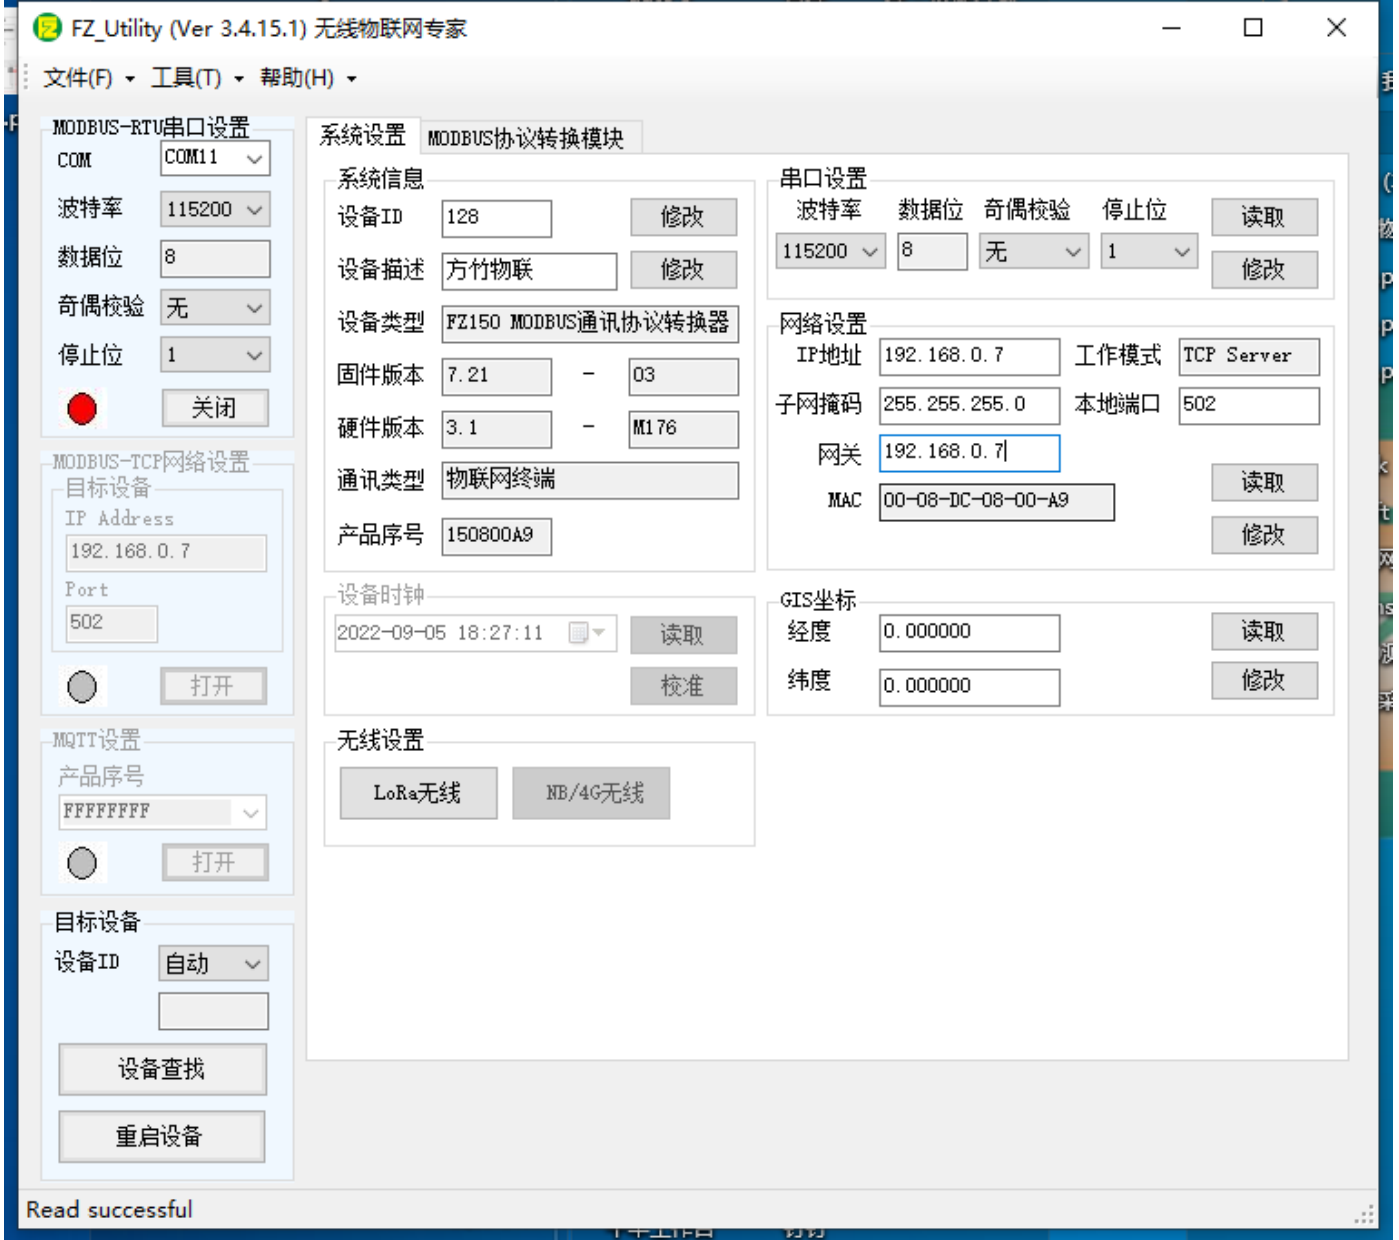 FZ_Utility (Ver 3.4.15.1) 无线物联网专家
文件(F) 工具(T) 帮助(H)
MODBUS-RTU串口设置
COM COM11
波特率 115200
数据位 8
奇偶校验 无
停止位 1
关闭
MODBUS-TCP网络设置
目标设备
IP Address
192.168.0.7
Port
502
打开
MQTT设置
产品序号
FFFFFFFF
打开
目标设备
设备ID 自动
设备查找
重启设备
系统设置 MODBUS协议转换模块
系统信息
设备ID 128 修改
设备描述 方竹物联 修改
设备类型 FZ150 MODBUS通讯协议转换器
固件版本 7.21 - 03
硬件版本 3.1 - M176
通讯类型 物联网终端
产品序号 150800A9
设备时钟
2022-09-05 18:27:11 读取
校准
无线设置
LoRa无线 NB/4G无线
串口设置
波特率 数据位 奇偶校验 停止位 读取
115200 8 无 1 修改
网络设置
IP地址 192.168.0.7 工作模式 TCP Server
子网掩码 255.255.255.0 本地端口 502
网关 192.168.0.7 读取
MAC 00-08-DC-08-00-A9
修改
GIS坐标
经度 0.000000 读取
纬度 0.000000 修改
Read successful